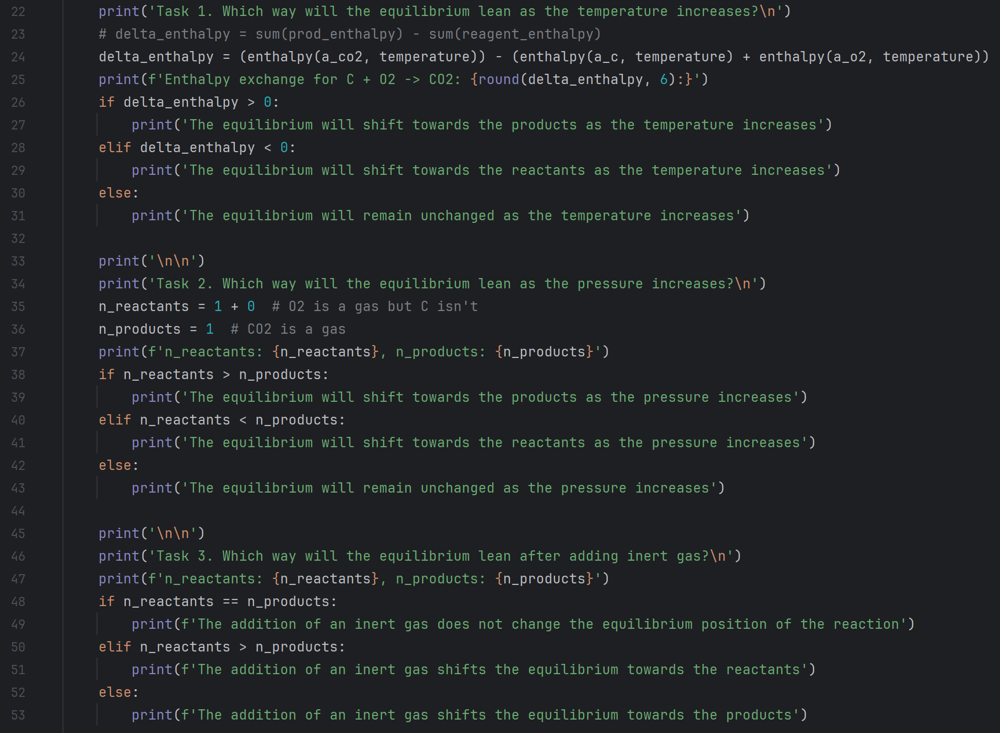 22 print('Task 1. Which way will the equilibrium lean as the temperature increases?\n')
23 # delta_enthalpy = sum(prod_enthalpy) - sum(reagent_enthalpy)
24 delta_enthalpy = (enthalpy(a_co2, temperature)) - (enthalpy(a_c, temperature) + enthalpy(a_o2, temperature))
25 print(f'Enthalpy exchange for C + O2 -> CO2: {round(delta_enthalpy, 6):}')
26 if delta_enthalpy > 0:
27     print('The equilibrium will shift towards the products as the temperature increases')
28 elif delta_enthalpy < 0:
29     print('The equilibrium will shift towards the reactants as the temperature increases')
30 else:
31     print('The equilibrium will remain unchanged as the temperature increases')
32
33 print('\n\n')
34 print('Task 2. Which way will the equilibrium lean as the pressure increases?\n')
35 n_reactants = 1 + 0  # O2 is a gas but C isn't
36 n_products = 1  # CO2 is a gas
37 print(f'n_reactants: {n_reactants}, n_products: {n_products}')
38 if n_reactants > n_products:
39     print('The equilibrium will shift towards the products as the pressure increases')
40 elif n_reactants < n_products:
41     print('The equilibrium will shift towards the reactants as the pressure increases')
42 else:
43     print('The equilibrium will remain unchanged as the pressure increases')
44
45 print('\n\n')
46 print('Task 3. Which way will the equilibrium lean after adding inert gas?\n')
47 print(f'n_reactants: {n_reactants}, n_products: {n_products}')
48 if n_reactants == n_products:
49     print(f'The addition of an inert gas does not change the equilibrium position of the reaction')
50 elif n_reactants > n_products:
51     print(f'The addition of an inert gas shifts the equilibrium towards the reactants')
52 else:
53     print(f'The addition of an inert gas shifts the equilibrium towards the products')